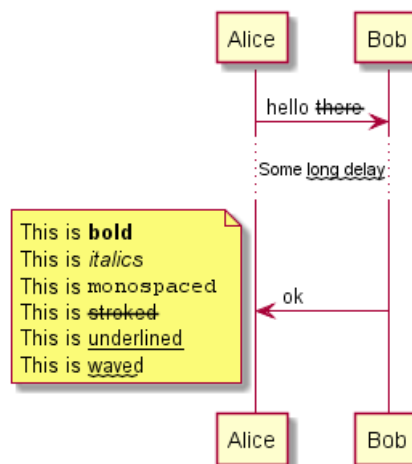 Alice Bob
hello there
Some long delay
This is bold
This is italics
This is monospaced
This is stroked
This is underlined
This is waved
ok
Alice Bob